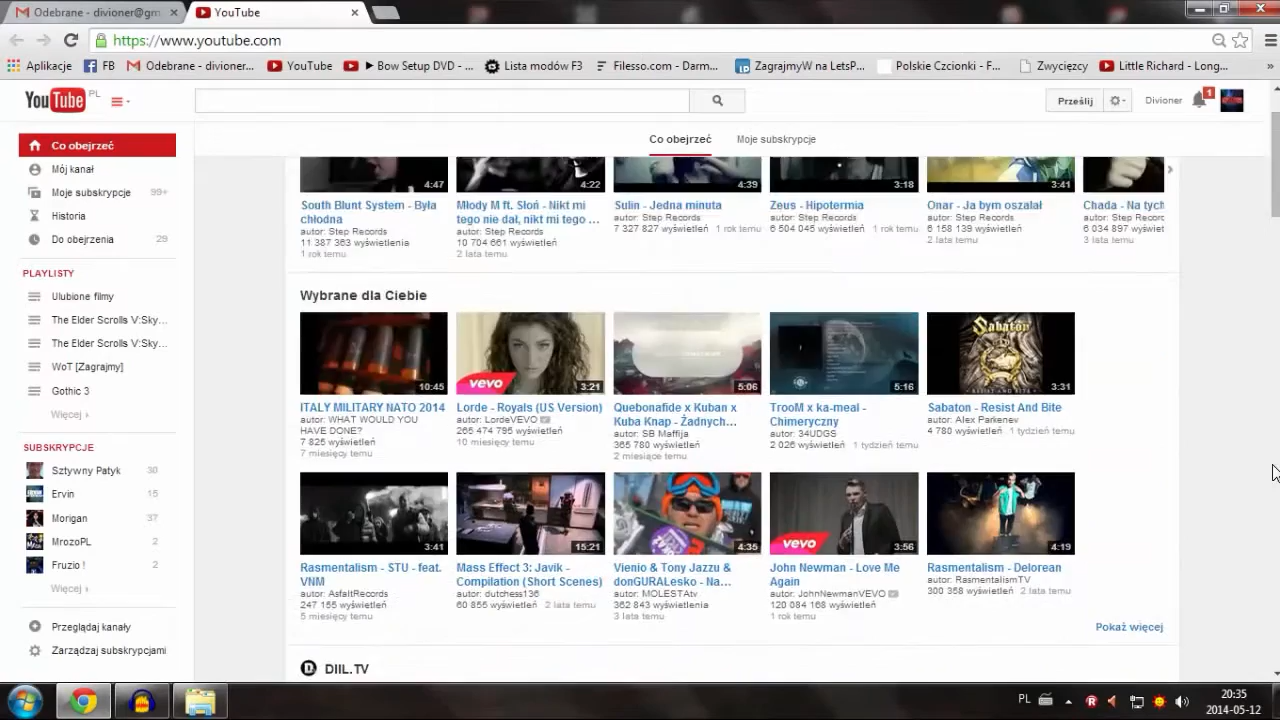 Odebrane - divioner@gm
YouTube
https://www.youtube.com
Aplikacje FB Odebrane - divioner... YouTube ► Bow Setup DVD - ... Lista modów F3 Filesso.com - Darm... ZagrajmyW na LetsP... Polskie Czcionki - F... Zwycięzcy Little Richard - Long... »
YouTube PL
Prześlij Divioner 1
Co obejrzeć Moje subskrypcje
Co obejrzeć
Mój kanał
Moje subskrypcje 99+
Historia
Do obejrzenia 29
PLAYLISTY
Ulubione filmy
The Elder Scrolls V:Sky...
The Elder Scrolls V:Sky...
WoT [Zagrajmy]
Gothic 3
Więcej ›
SUBSKRYPCJE
Sztywny Patyk 30
Ervin 15
Morigan 37
MrozoPL 2
Fruzio ! 2
Więcej ›
Przeglądaj kanały
Zarządzaj subskrypcjami
4:47
South Blunt System - Była
chłodna
autor: Step Records
11 387 363 wyświetlenia
1 rok temu
4:22
Młody M ft. Słoń - Nikt mi
tego nie dał, nikt mi tego ...
autor: Step Records
10 704 661 wyświetleń
2 lata temu
4:39
Sulin - Jedna minuta
autor: Step Records
7 327 827 wyświetleń 1 rok temu
3:18
Zeus - Hipotermia
autor: Step Records
6 504 045 wyświetleń 1 rok temu
3:41
Onar - Ja bym oszalał
autor: Step Records
6 158 139 wyświetleń
2 lata temu
Chada - Na tych
autor: Step Records
6 034 897 wyświet
3 lata temu
Wybrane dla Ciebie
10:45
ITALY MILITARY NATO 2014
autor: WHAT WOULD YOU
HAVE DONE?
7 825 wyświetleń
7 miesięcy temu
vevo 3:21
Lorde - Royals (US Version)
autor: LordeVEVO
265 474 795 wyświetleń
10 miesięcy temu
5:06
Quebonafide x Kuban x
Kuba Knap - Żadnych...
autor: SB Maffija
365 780 wyświetleń
2 miesiące temu
5:16
TrooM x ka-meal -
Chimeryczny
autor: 34UDGS
2 026 wyświetleń 1 tydzień temu
Sabaton
RESIST AND BITE
3:31
Sabaton - Resist And Bite
autor: Alex Parkenev
4 780 wyświetleń 1 tydzień temu
3:41
Rasmentalism - STU - feat.
VNM
autor: AsfaltRecords
247 155 wyświetleń
5 miesięcy temu
15:21
Mass Effect 3: Javik -
Compilation (Short Scenes)
autor: dutchess136
60 855 wyświetleń 2 lata temu
4:35
Vienio & Tony Jazzu &
donGURALesko - Na...
autor: MOLESTAtv
362 843 wyświetlenia
3 lata temu
vevo 3:56
John Newman - Love Me
Again
autor: JohnNewmanVEVO
120 084 168 wyświetleń
1 rok temu
4:19
Rasmentalism - Delorean
autor: RasmentalismTV
300 358 wyświetleń 2 lata temu
Pokaż więcej
DIIL.TV
PL
20:35
2014-05-12